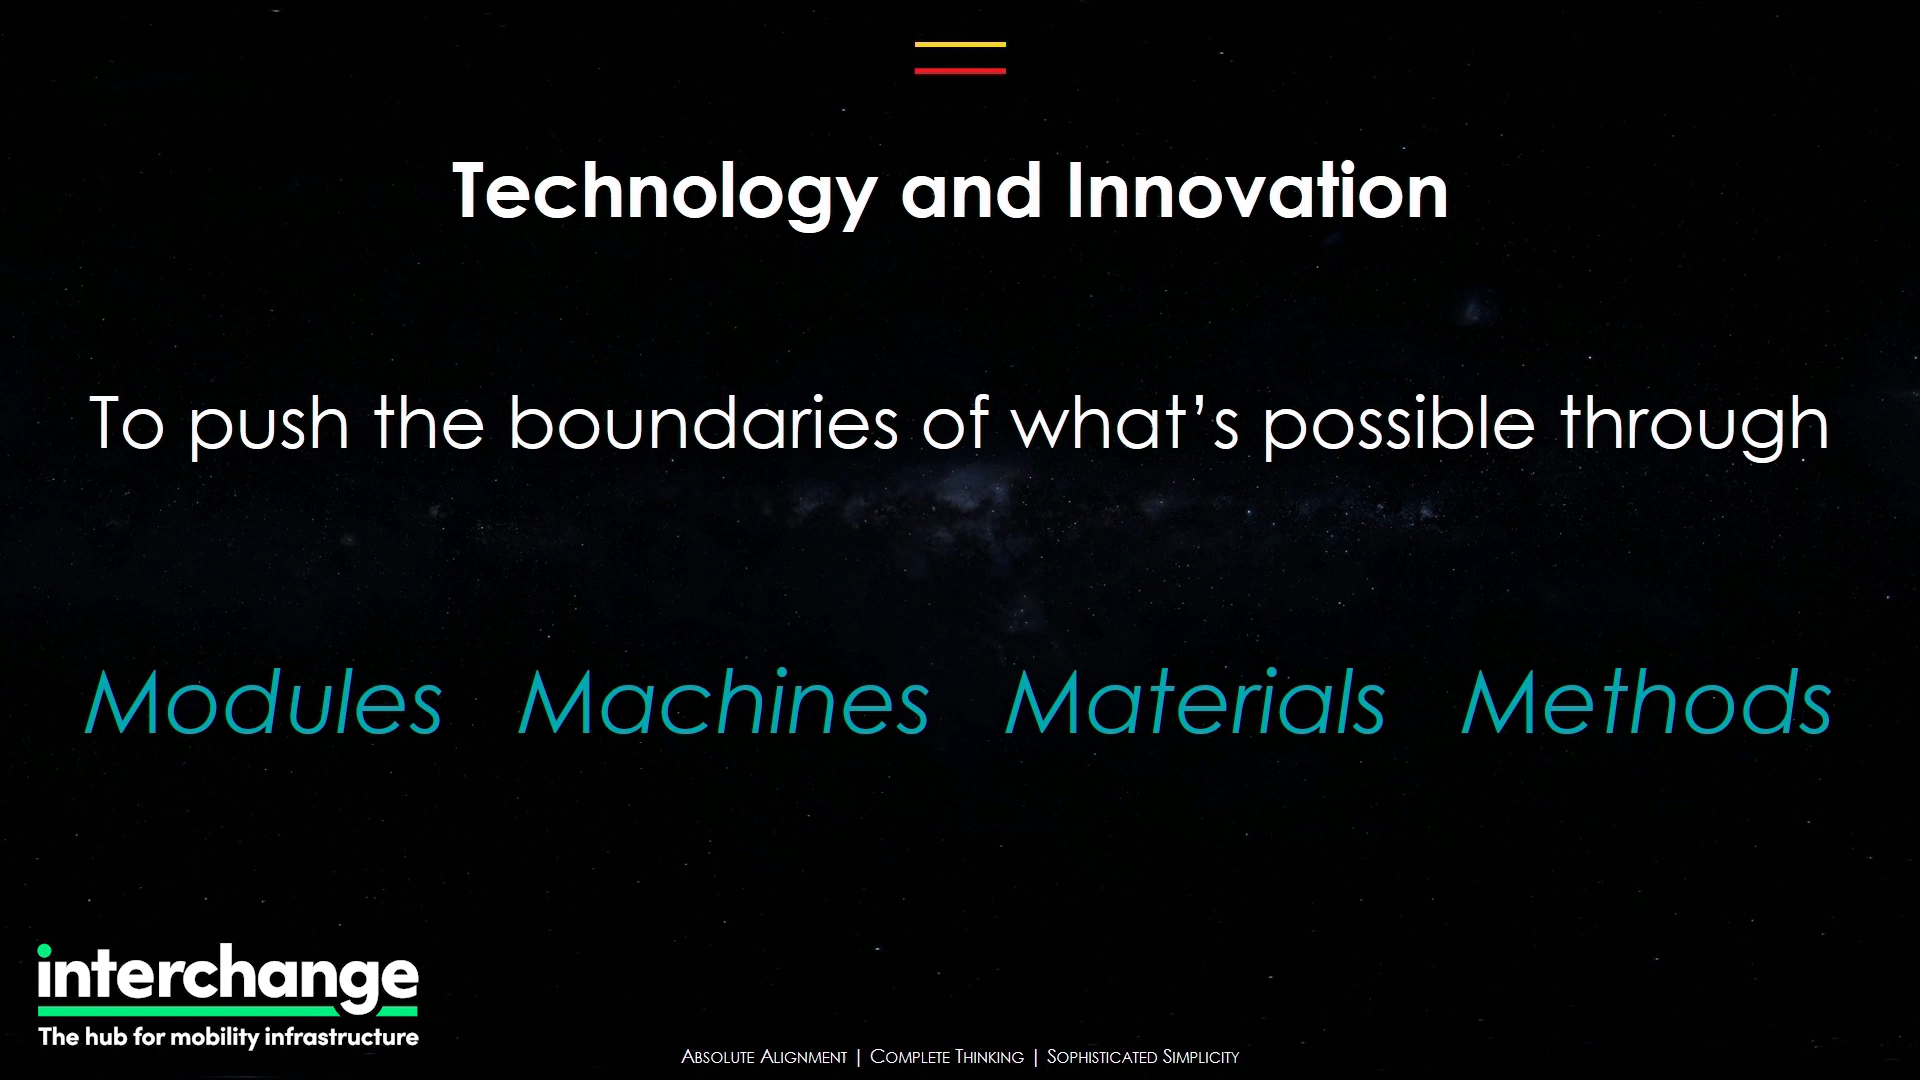 Technology and Innovation
To push the boundaries of what’s possible through
Modules Machines Materials Methods
interchange
The hub for mobility infrastructure
ABSOLUTE ALIGNMENT | COMPLETE THINKING | SOPHISTICATED SIMPLICITY